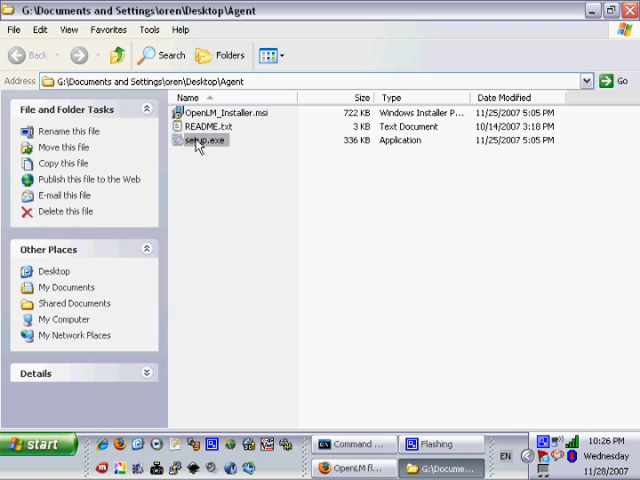 G:\Documents and Settings\oren\Desktop\Agent
File Edit View Favorites Tools Help
Back Search Folders
Address G:\Documents and Settings\oren\Desktop\Agent Go
File and Folder Tasks
Rename this file
Move this file
Copy this file
Publish this file to the Web
E-mail this file
Delete this file
Other Places
Desktop
My Documents
Shared Documents
My Computer
My Network Places
Details
Name Size Type Date Modified
OpenLM_Installer.msi 722 KB Windows Installer P... 11/25/2007 5:05 PM
README.txt 3 KB Text Document 10/14/2007 3:18 PM
setup.exe 336 KB Application 11/25/2007 5:05 PM
start
Command ... Flashing
OpenLM fl... G:\Docume...
EN
10:26 PM
Wednesday
11/28/2007